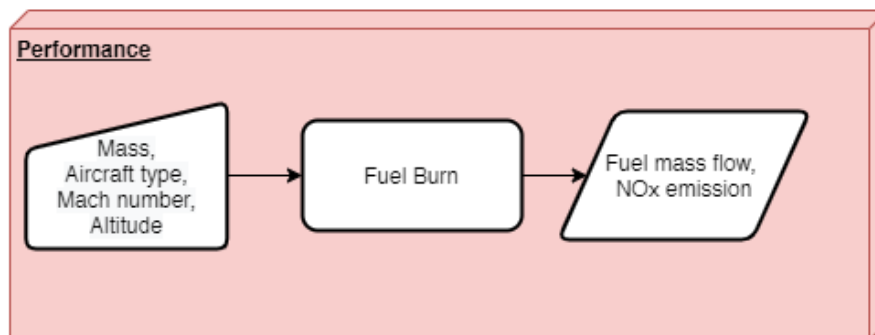 Performance
Mass,
Aircraft type,
Mach number,
Altitude
Fuel Burn
Fuel mass flow,
NOx emission